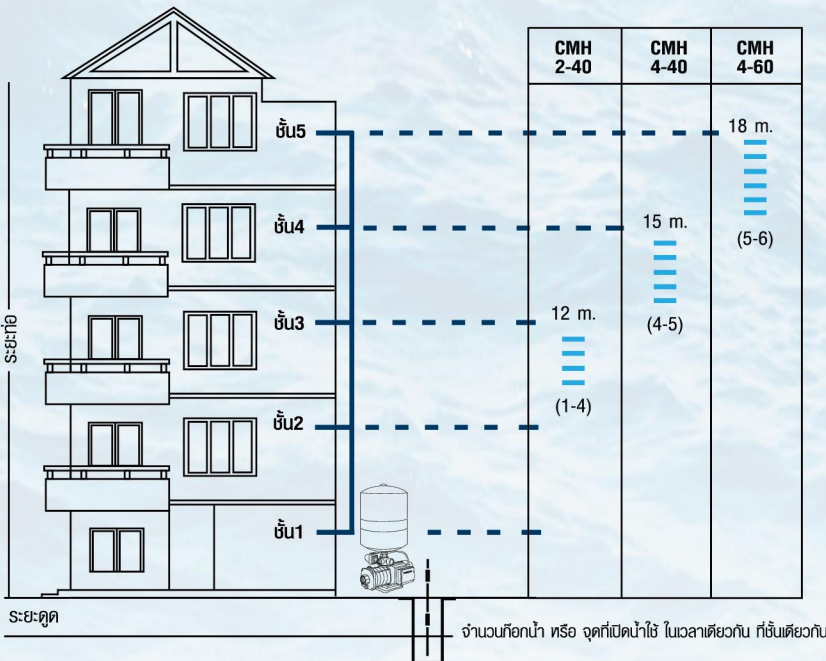 CMH 2-40
CMH 4-40
CMH 4-60
ชั้น5
18 m.
(5-6)
ชั้น4
15 m.
(4-5)
ชั้น3
12 m.
(1-4)
ชั้น2
ชั้น1
ระยะท่อ
ระยะดูด
จำนวนก๊อกน้ำ หรือ จุดที่เปิดน้ำใช้ ในเวลาเดียวกัน ที่ชั้นเดียวกัน